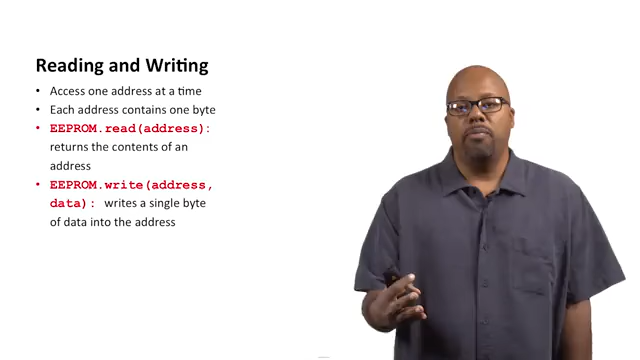 Reading and Writing
• Access one address at a time
• Each address contains one byte
• EEPROM.read(address):
returns the contents of an
address
• EEPROM.write(address,
data): writes a single byte
of data into the address